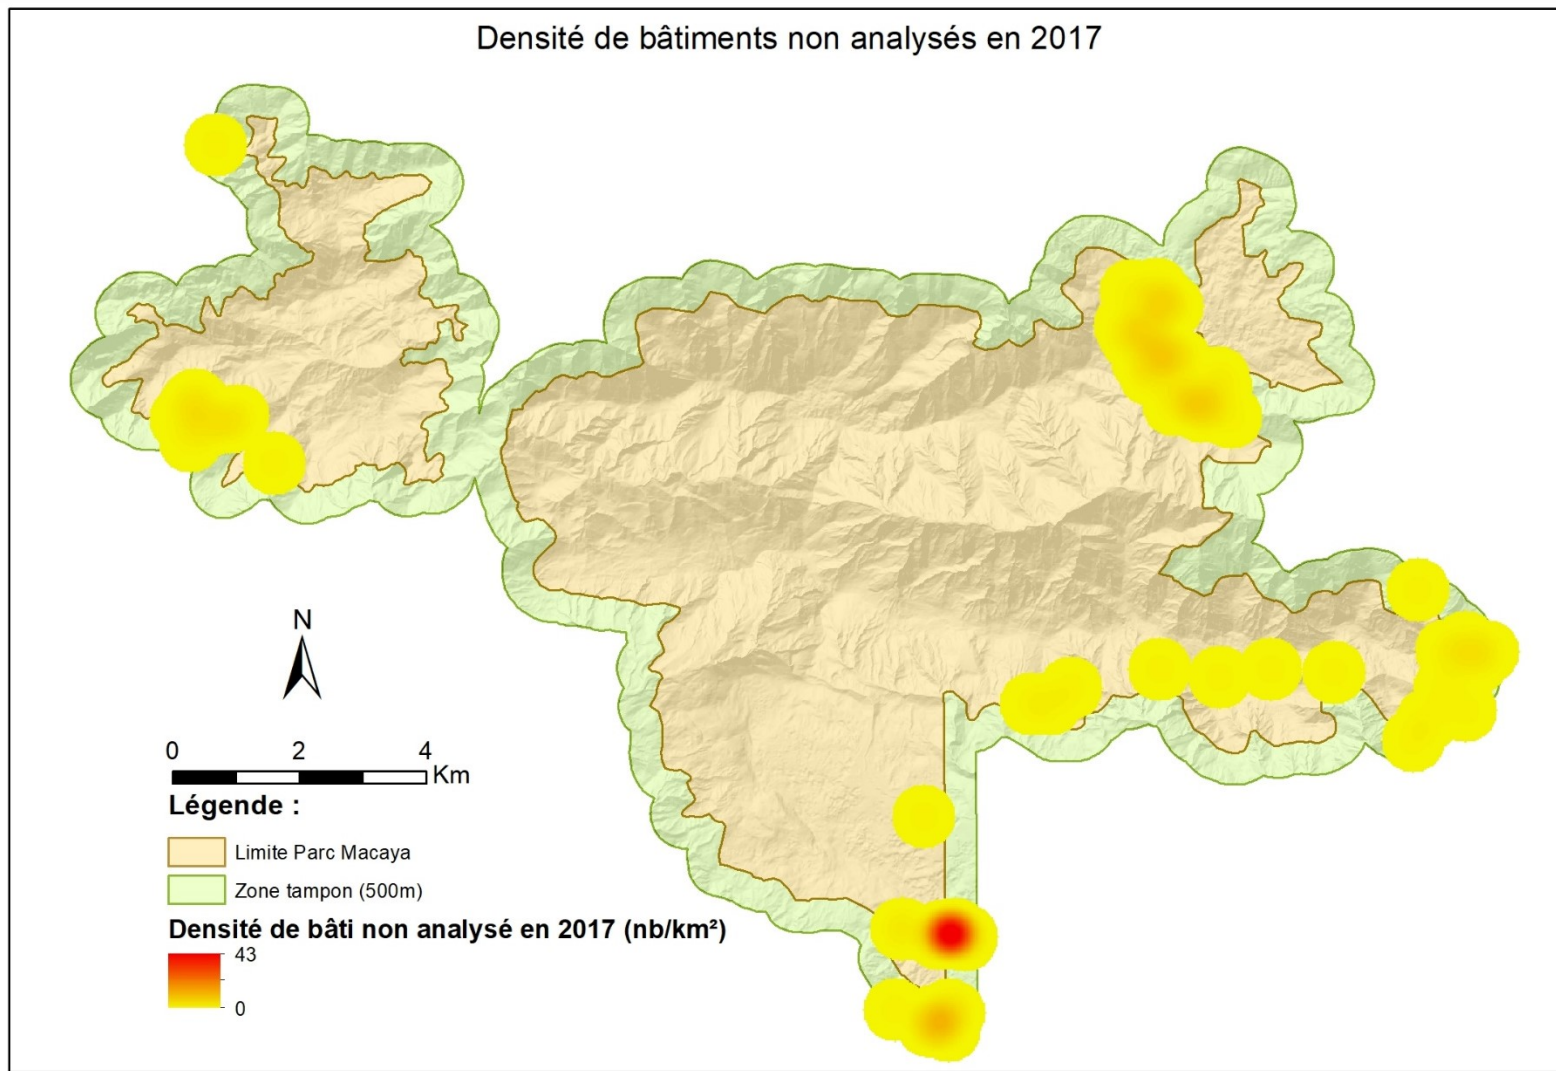 Densité de bâtiments non analysés en 2017
N
0 2 4
Km
Légende :
Limite Parc Macaya
Zone tampon (500m)
Densité de bâti non analysé en 2017 (nb/km²)
43
0